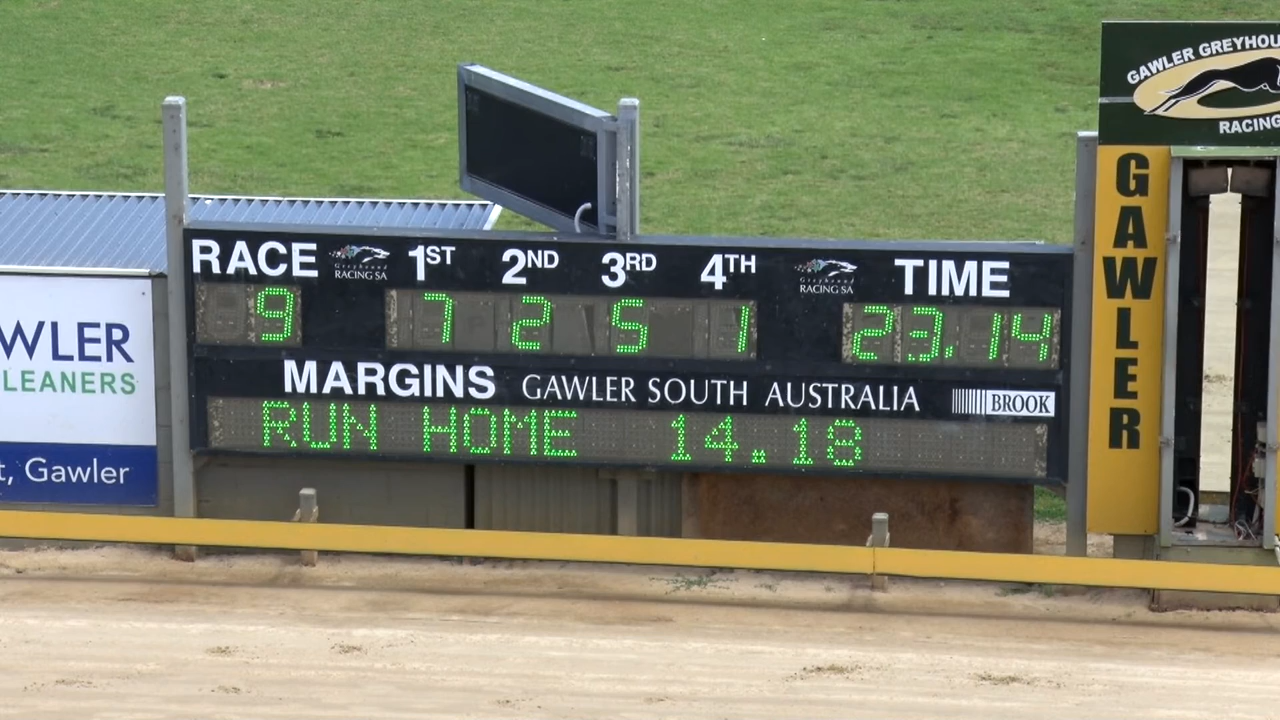 GAWLER GREYHOU
RACING
GAWLER
RACE
Greyhound
RACING SA
1ST 2ND 3RD 4TH
Greyhound
RACING SA
TIME
9 7 2 5 1 23.14
MARGINS GAWLER SOUTH AUSTRALIA BROOK
RUN HOME 14.18
WLER
LEANERS
t, Gawler